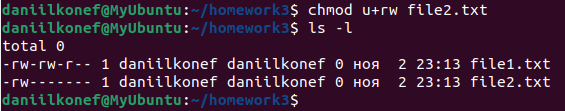 daniilkonef@MyUbuntu:~/homework3$ chmod u+rw file2.txt
daniilkonef@MyUbuntu:~/homework3$ ls -l
total 0
-rw-rw-r-- 1 daniilkonef daniilkonef 0 ноя  2 23:13 file1.txt
-rw------- 1 daniilkonef daniilkonef 0 ноя  2 23:13 file2.txt
daniilkonef@MyUbuntu:~/homework3$